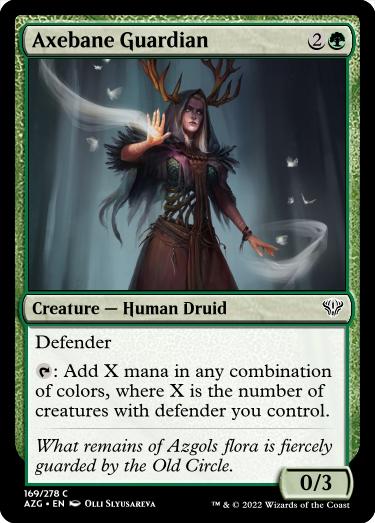 Axebane Guardian 2
Creature — Human Druid
Defender
: Add X mana in any combination
of colors, where X is the number of
creatures with defender you control.
What remains of Azgols flora is fiercely
guarded by the Old Circle.
0/3
169/278 C
AZG • EN Olli Slyusareva
™ & © 2022 Wizards of the Coast